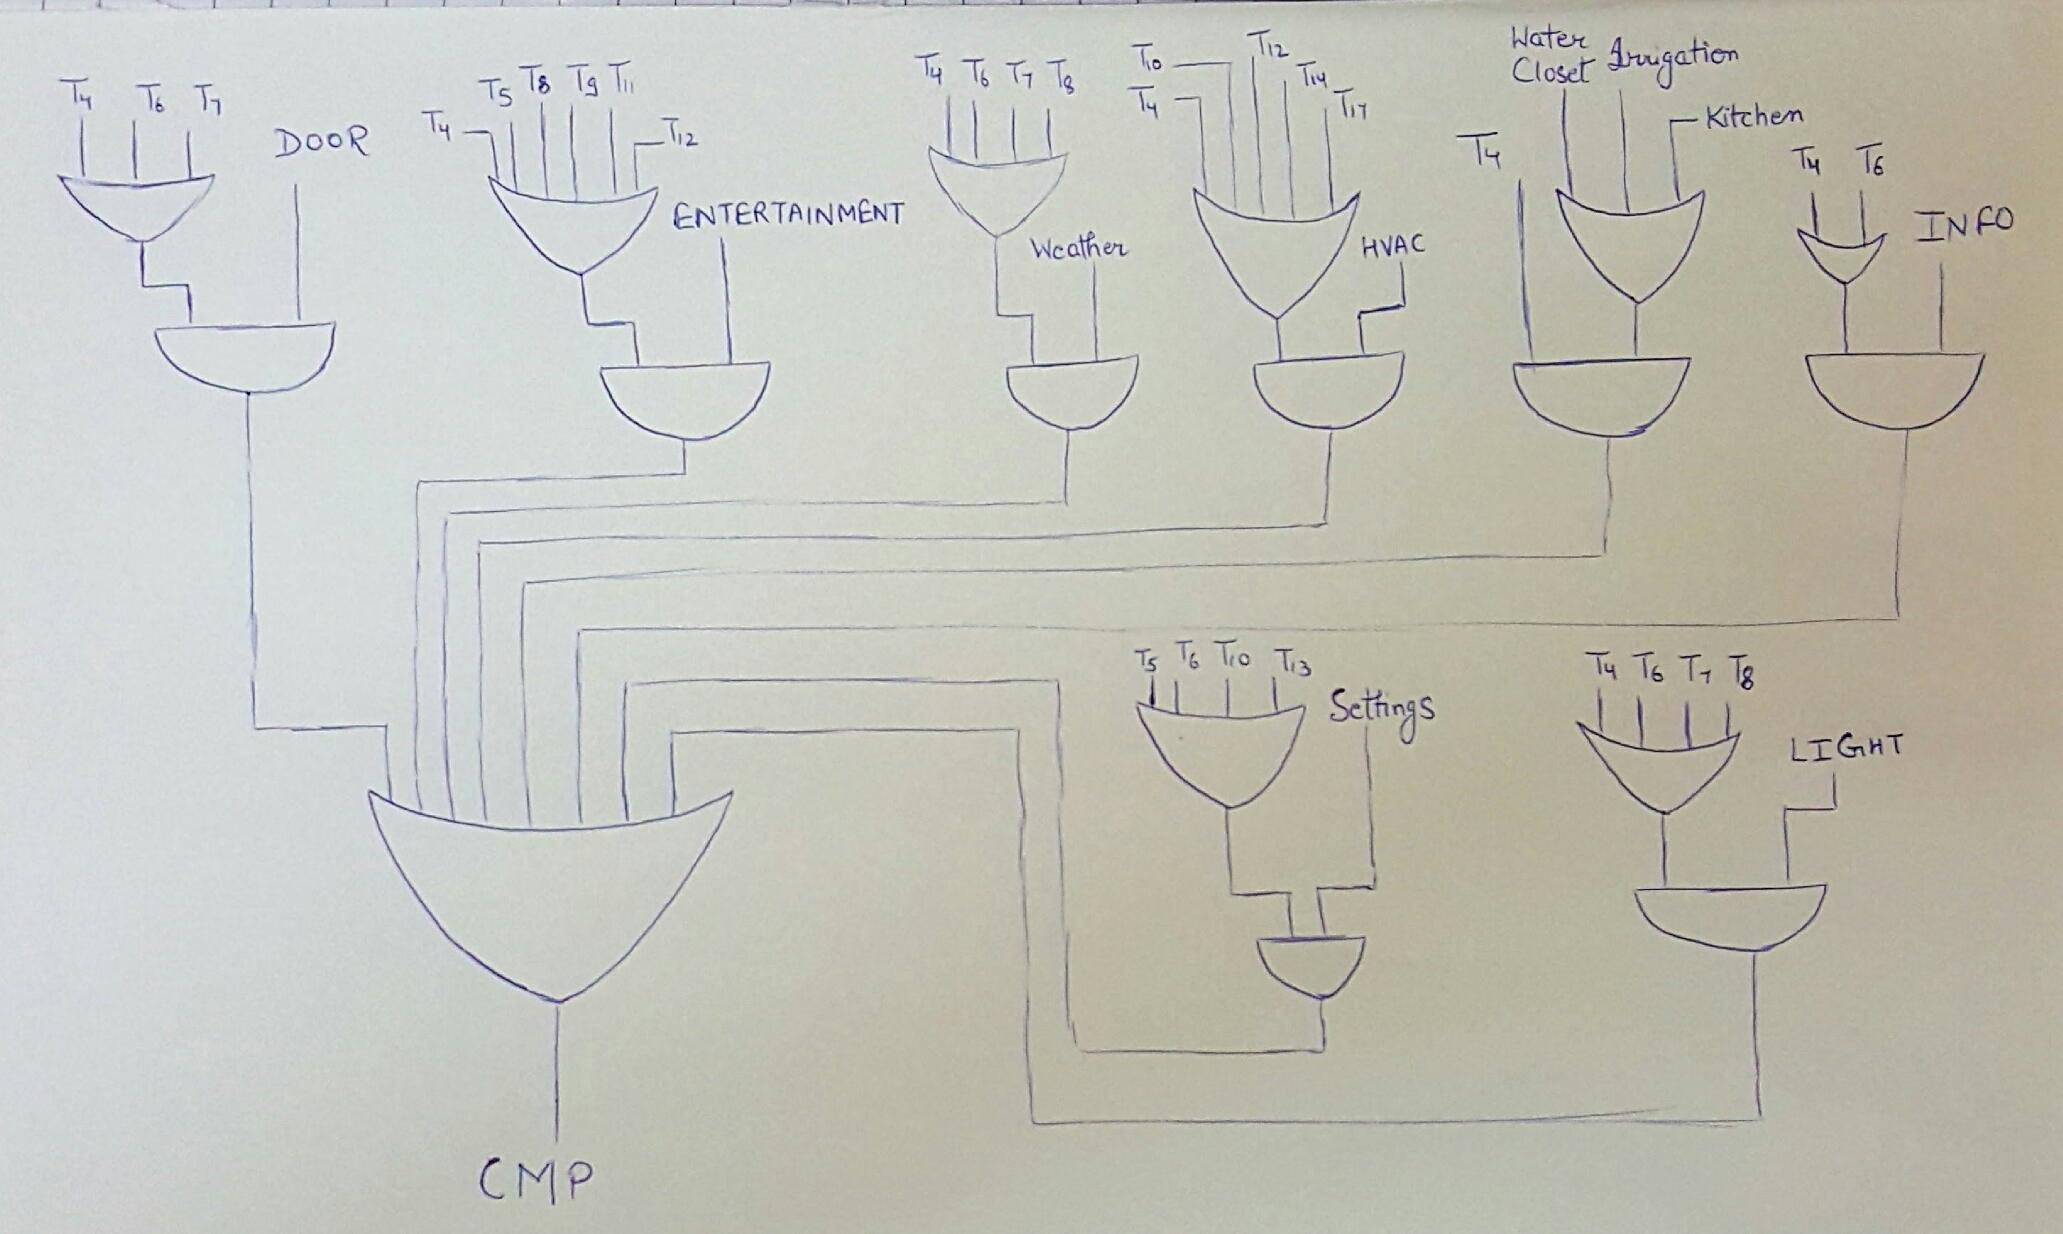 T4 T6 T7
DOOR
T4 T5 T8 T9 T11 T12
ENTERTAINMENT
T4 T6 T7 T8
Weather
T10 T4 T12 T14 T17
HVAC
T4
Water
Closet
Irrigation
Kitchen
T4 T6
INFO
T5 T6 T10 T13
Settings
T4 T6 T7 T8
LIGHT
CMP